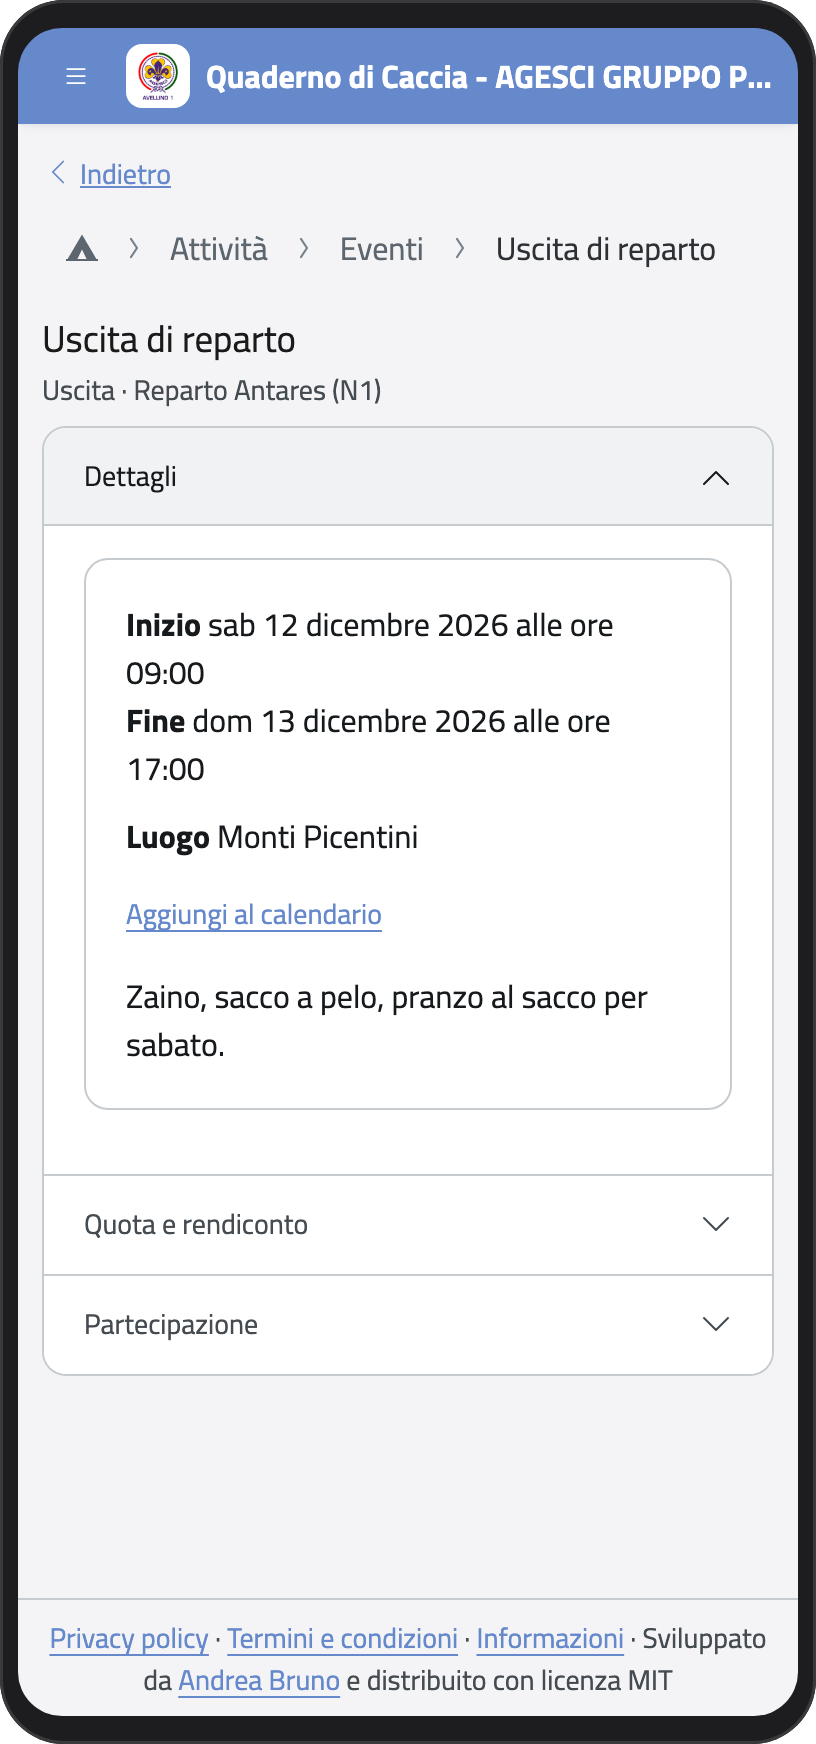 AVELLINO 1
Quaderno di Caccia - AGESCI GRUPPO P...
Indietro
Attività Eventi Uscita di reparto
Uscita di reparto
Uscita · Reparto Antares (N1)
Dettagli
Inizio sab 12 dicembre 2026 alle ore
09:00
Fine dom 13 dicembre 2026 alle ore
17:00
Luogo Monti Picentini
Aggiungi al calendario
Zaino, sacco a pelo, pranzo al sacco per
sabato.
Quota e rendiconto
Partecipazione
Privacy policy · Termini e condizioni · Informazioni · Sviluppato
da Andrea Bruno e distribuito con licenza MIT